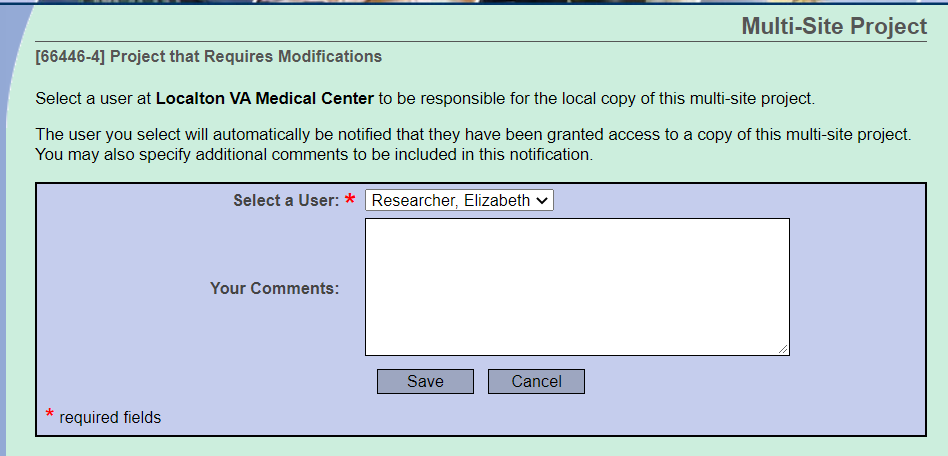 Multi-Site Project
[66446-4] Project that Requires Modifications
Select a user at Localton VA Medical Center to be responsible for the local copy of this multi-site project.
The user you select will automatically be notified that they have been granted access to a copy of this multi-site project.
You may also specify additional comments to be included in this notification.
Select a User: * Researcher, Elizabeth
Your Comments:
Save Cancel
* required fields